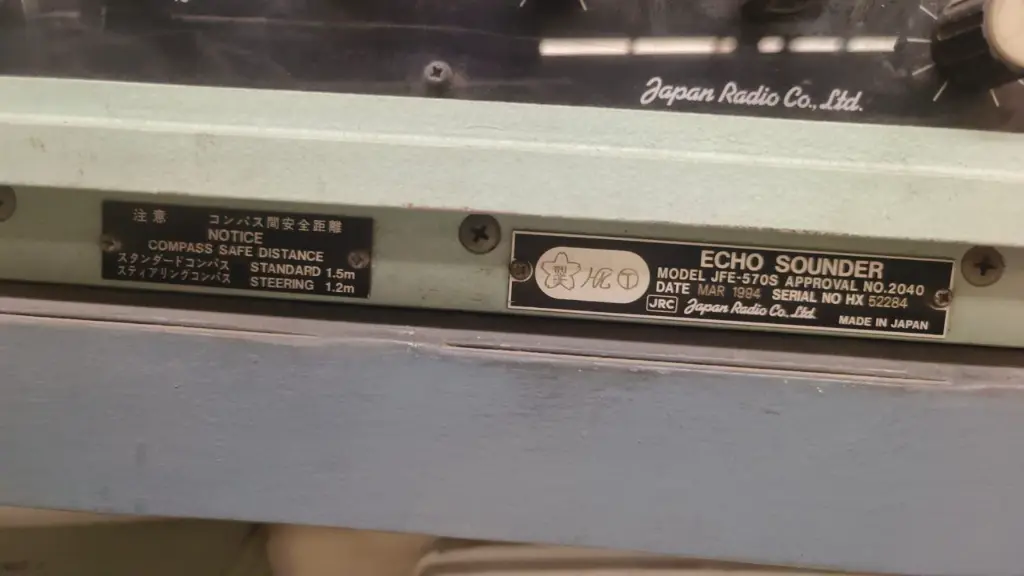 Japan Radio Co., Ltd.
注意 コンパス間安全距離
NOTICE
COMPASS SAFE DISTANCE
スタンダードコンパス STANDARD 1.5m
スティアリングコンパス STEERING 1.2m
ECHO SOUNDER
MODEL JFE-570S APPROVAL NO.2040
DATE MAR 1994 SERIAL NO HX 52284
JRC Japan Radio Co., Ltd.
MADE IN JAPAN